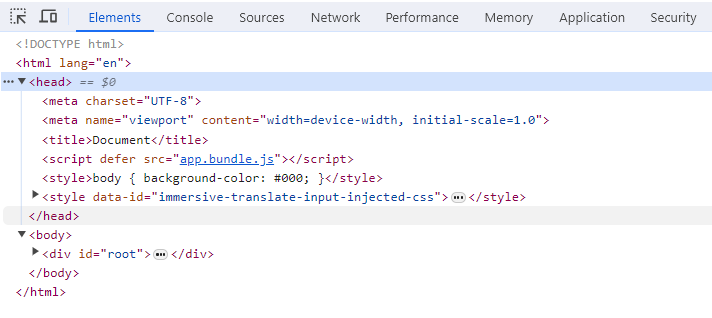 Elements Console Sources Network Performance Memory Application Security
<!DOCTYPE html>
<html lang="en">
<head> == $0
<meta charset="UTF-8">
<meta name="viewport" content="width=device-width, initial-scale=1.0">
<title>Document</title>
<script defer src="app.bundle.js"></script>
<style>body { background-color: #000; }</style>
<style data-id="immersive-translate-input-injected-css">…</style>
</head>
<body>
<div id="root">…</div>
</body>
</html>